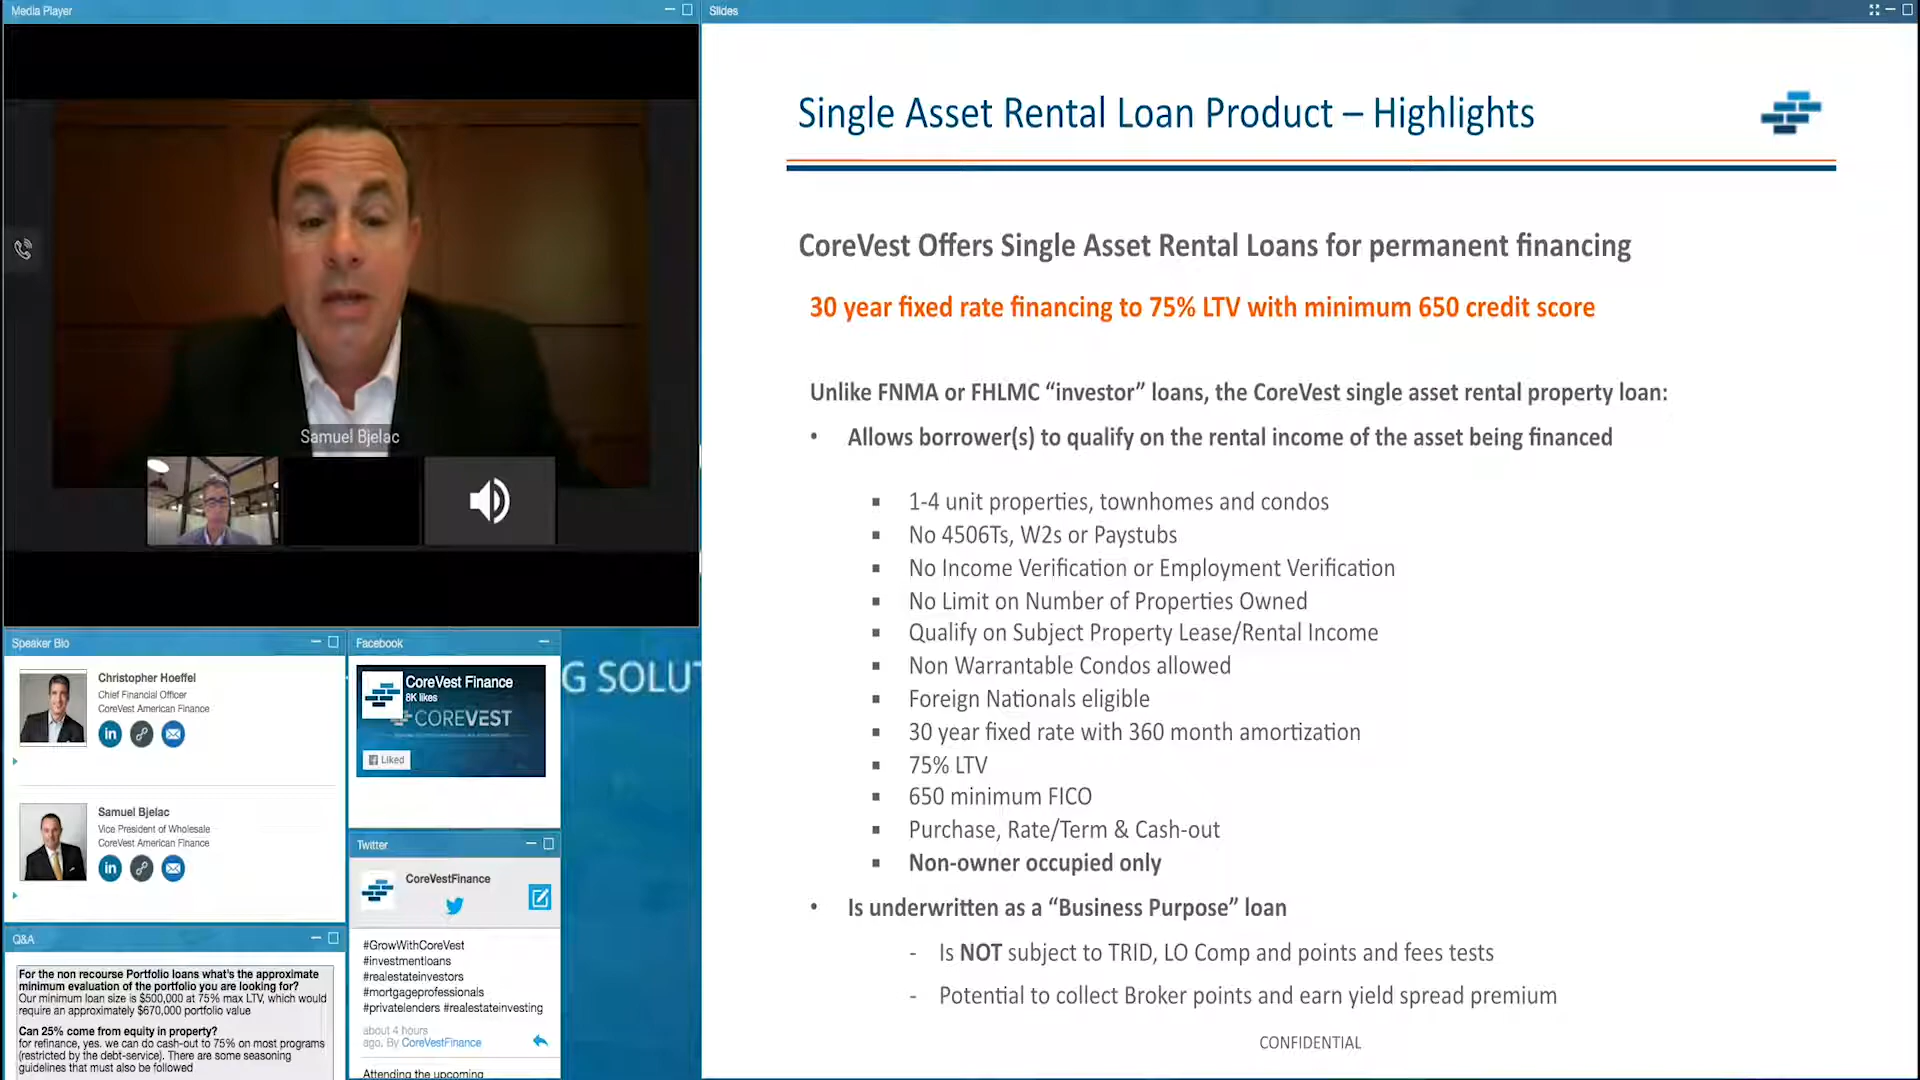 Media Player
Samuel Bjelac
Speaker Bio
Christopher Hoeffel
Chief Financial Officer
CoreVest American Finance
in
Samuel Bjelac
Vice President of Wholesale
CoreVest American Finance
in
Q&A
For the non recourse Portfolio loans what's the approximate
minimum evaluation of the portfolio you are looking for?
Our minimum loan size is $500,000 at 75% max LTV, which would
require an approximately $670,000 portfolio value
Can 25% come from equity in property?
for refinance, yes. we can do cash-out to 75% on most programs
(restricted by the debt-service). There are some seasoning
guidelines that must also be followed
Facebook
CoreVest Finance
8K likes
COREVEST
Liked
G SOLUT
Twitter
CoreVestFinance
#GrowWithCoreVest
#investmentloans
#realestateinvestors
#mortgageprofessionals
#privatelenders #realestateinvesting
about 4 hours
ago. By CoreVestFinance
Attending the upcoming
Slides
Single Asset Rental Loan Product – Highlights
CoreVest Offers Single Asset Rental Loans for permanent financing
30 year fixed rate financing to 75% LTV with minimum 650 credit score
Unlike FNMA or FHLMC “investor” loans, the CoreVest single asset rental property loan:
• Allows borrower(s) to qualify on the rental income of the asset being financed
▪ 1-4 unit properties, townhomes and condos
▪ No 4506Ts, W2s or Paystubs
▪ No Income Verification or Employment Verification
▪ No Limit on Number of Properties Owned
▪ Qualify on Subject Property Lease/Rental Income
▪ Non Warrantable Condos allowed
▪ Foreign Nationals eligible
▪ 30 year fixed rate with 360 month amortization
▪ 75% LTV
▪ 650 minimum FICO
▪ Purchase, Rate/Term & Cash-out
▪ Non-owner occupied only
• Is underwritten as a “Business Purpose” loan
- Is NOT subject to TRID, LO Comp and points and fees tests
- Potential to collect Broker points and earn yield spread premium
CONFIDENTIAL